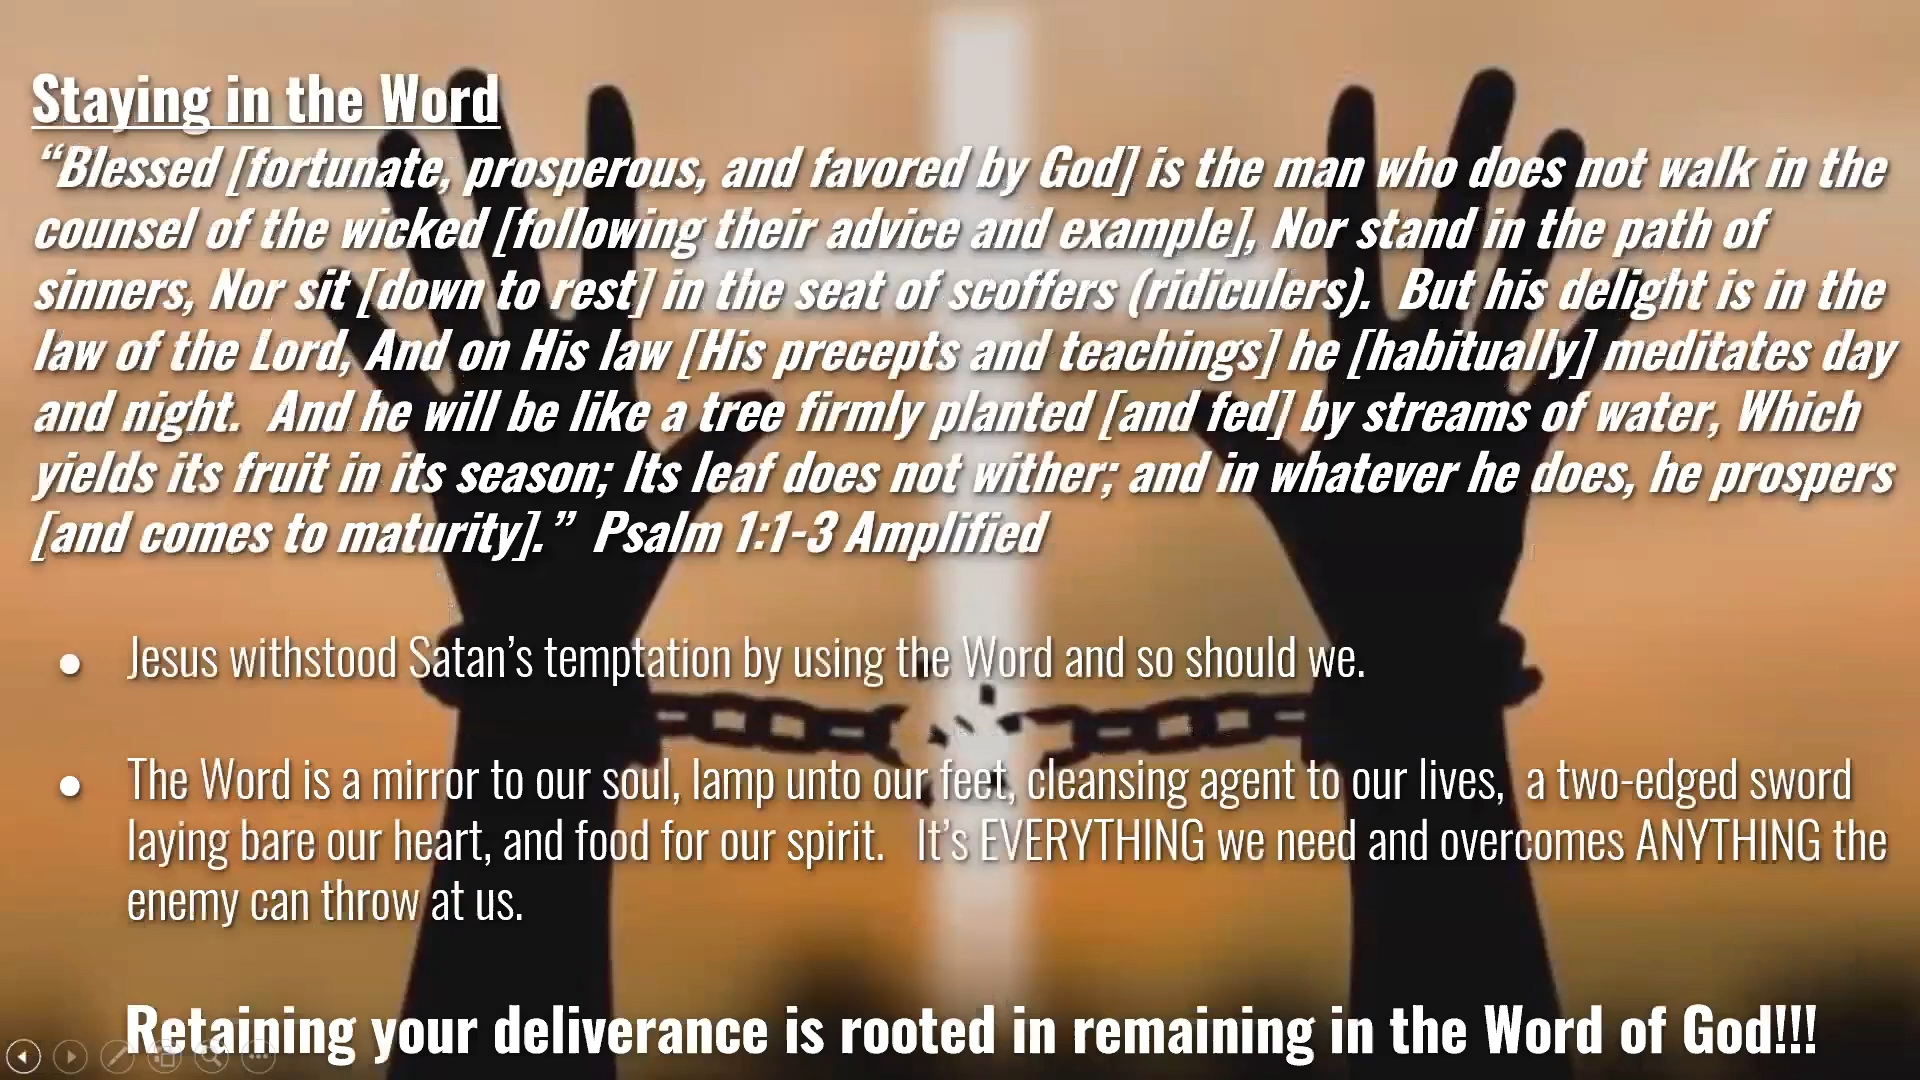 Staying in the Word
“Blessed [fortunate, prosperous, and favored by God] is the man who does not walk in the
counsel of the wicked [following their advice and example], Nor stand in the path of
sinners, Nor sit [down to rest] in the seat of scoffers (ridiculers).  But his delight is in the
law of the Lord, And on His law [His precepts and teachings] he [habitually] meditates day
and night.  And he will be like a tree firmly planted [and fed] by streams of water, Which
yields its fruit in its season; Its leaf does not wither; and in whatever he does, he prospers
[and comes to maturity].”  Psalm 1:1-3 Amplified
● Jesus withstood Satan’s temptation by using the Word and so should we.
● The Word is a mirror to our soul, lamp unto our feet, cleansing agent to our lives,  a two-edged sword
laying bare our heart, and food for our spirit.   It’s EVERYTHING we need and overcomes ANYTHING the
enemy can throw at us.
Retaining your deliverance is rooted in remaining in the Word of God!!!